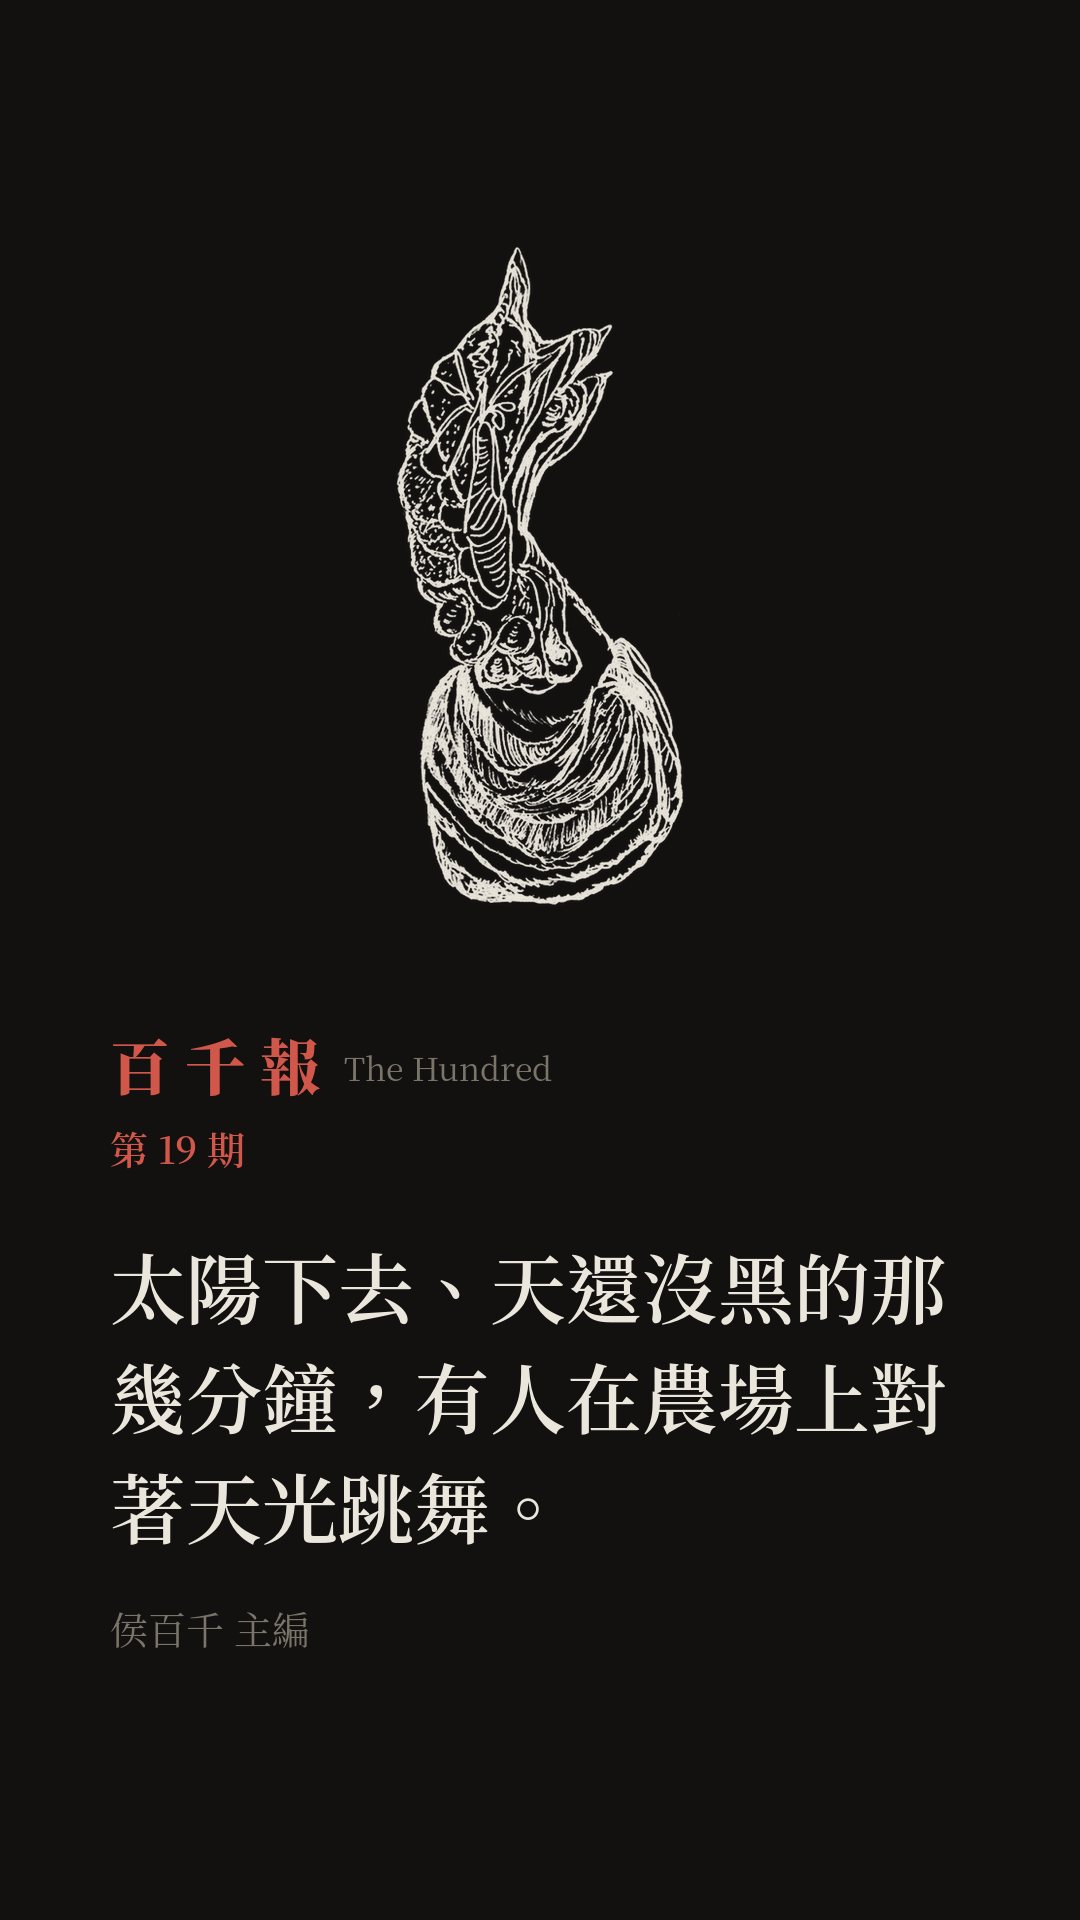 百千報 The Hundred
第 19 期
太陽下去、天還沒黑的那
幾分鐘，有人在農場上對
著天光跳舞。
侯百千 主編